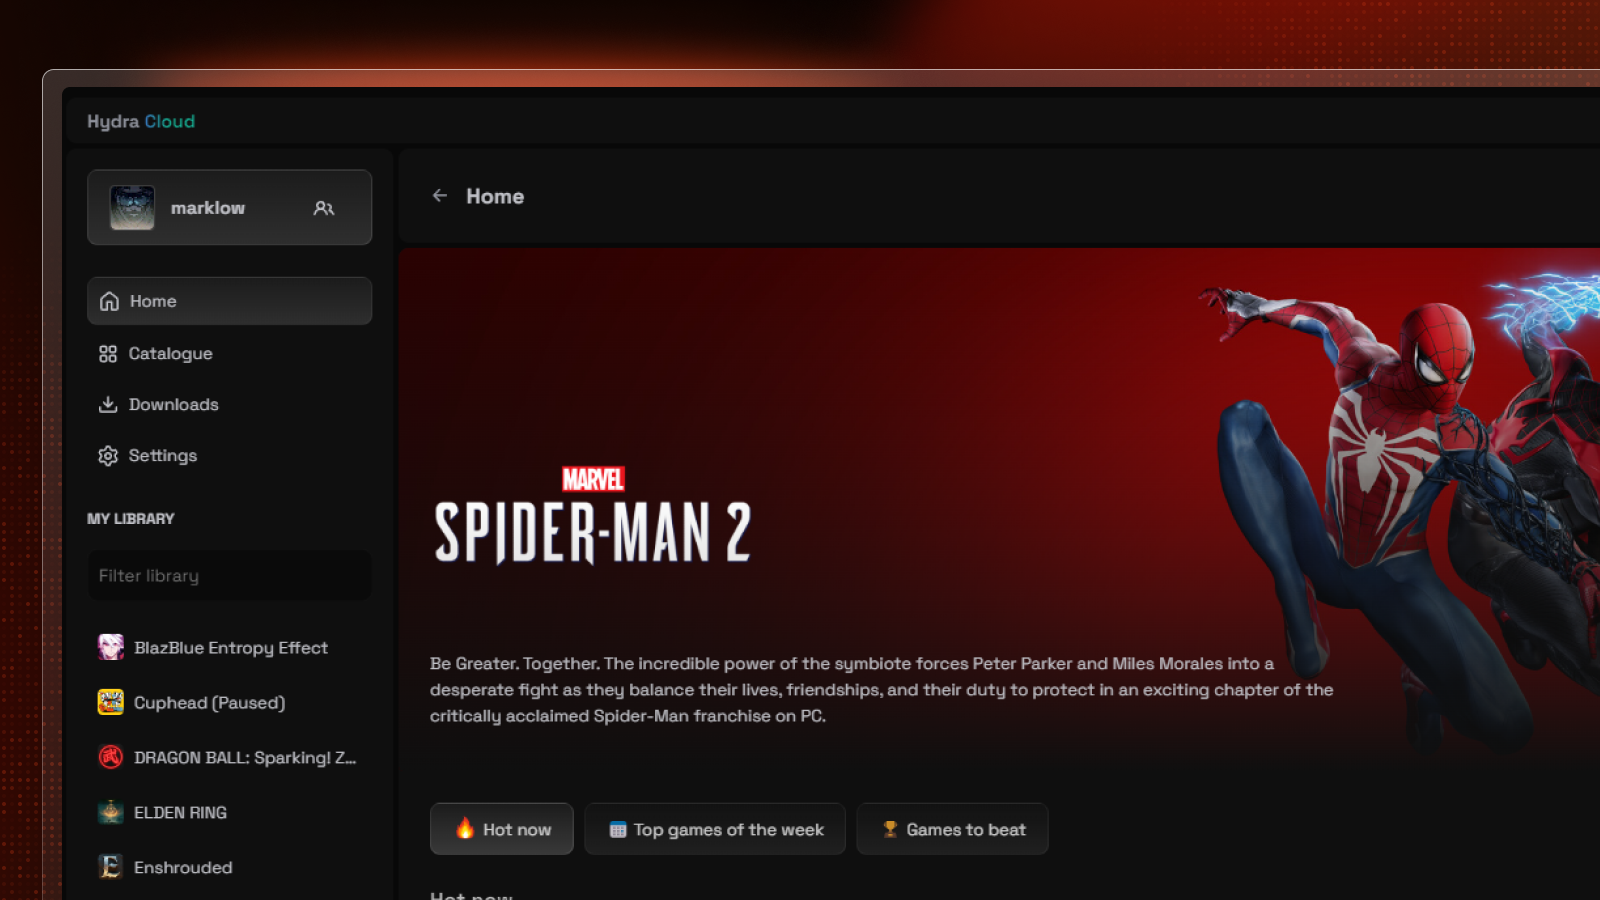 Hydra Cloud
marklow
Home
Catalogue
Downloads
Settings
MY LIBRARY
Filter library
BlazBlue Entropy Effect
Cuphead (Paused)
武
DRAGON BALL: Sparking! Z...
ELDEN RING
E
Enshrouded
Home
MARVEL
SPIDER-MAN 2
Be Greater. Together. The incredible power of the symbiote forces Peter Parker and Miles Morales into a
desperate fight as they balance their lives, friendships, and their duty to protect in an exciting chapter of the
critically acclaimed Spider-Man franchise on PC.
Hot now
Top games of the week
Games to beat
Hot now